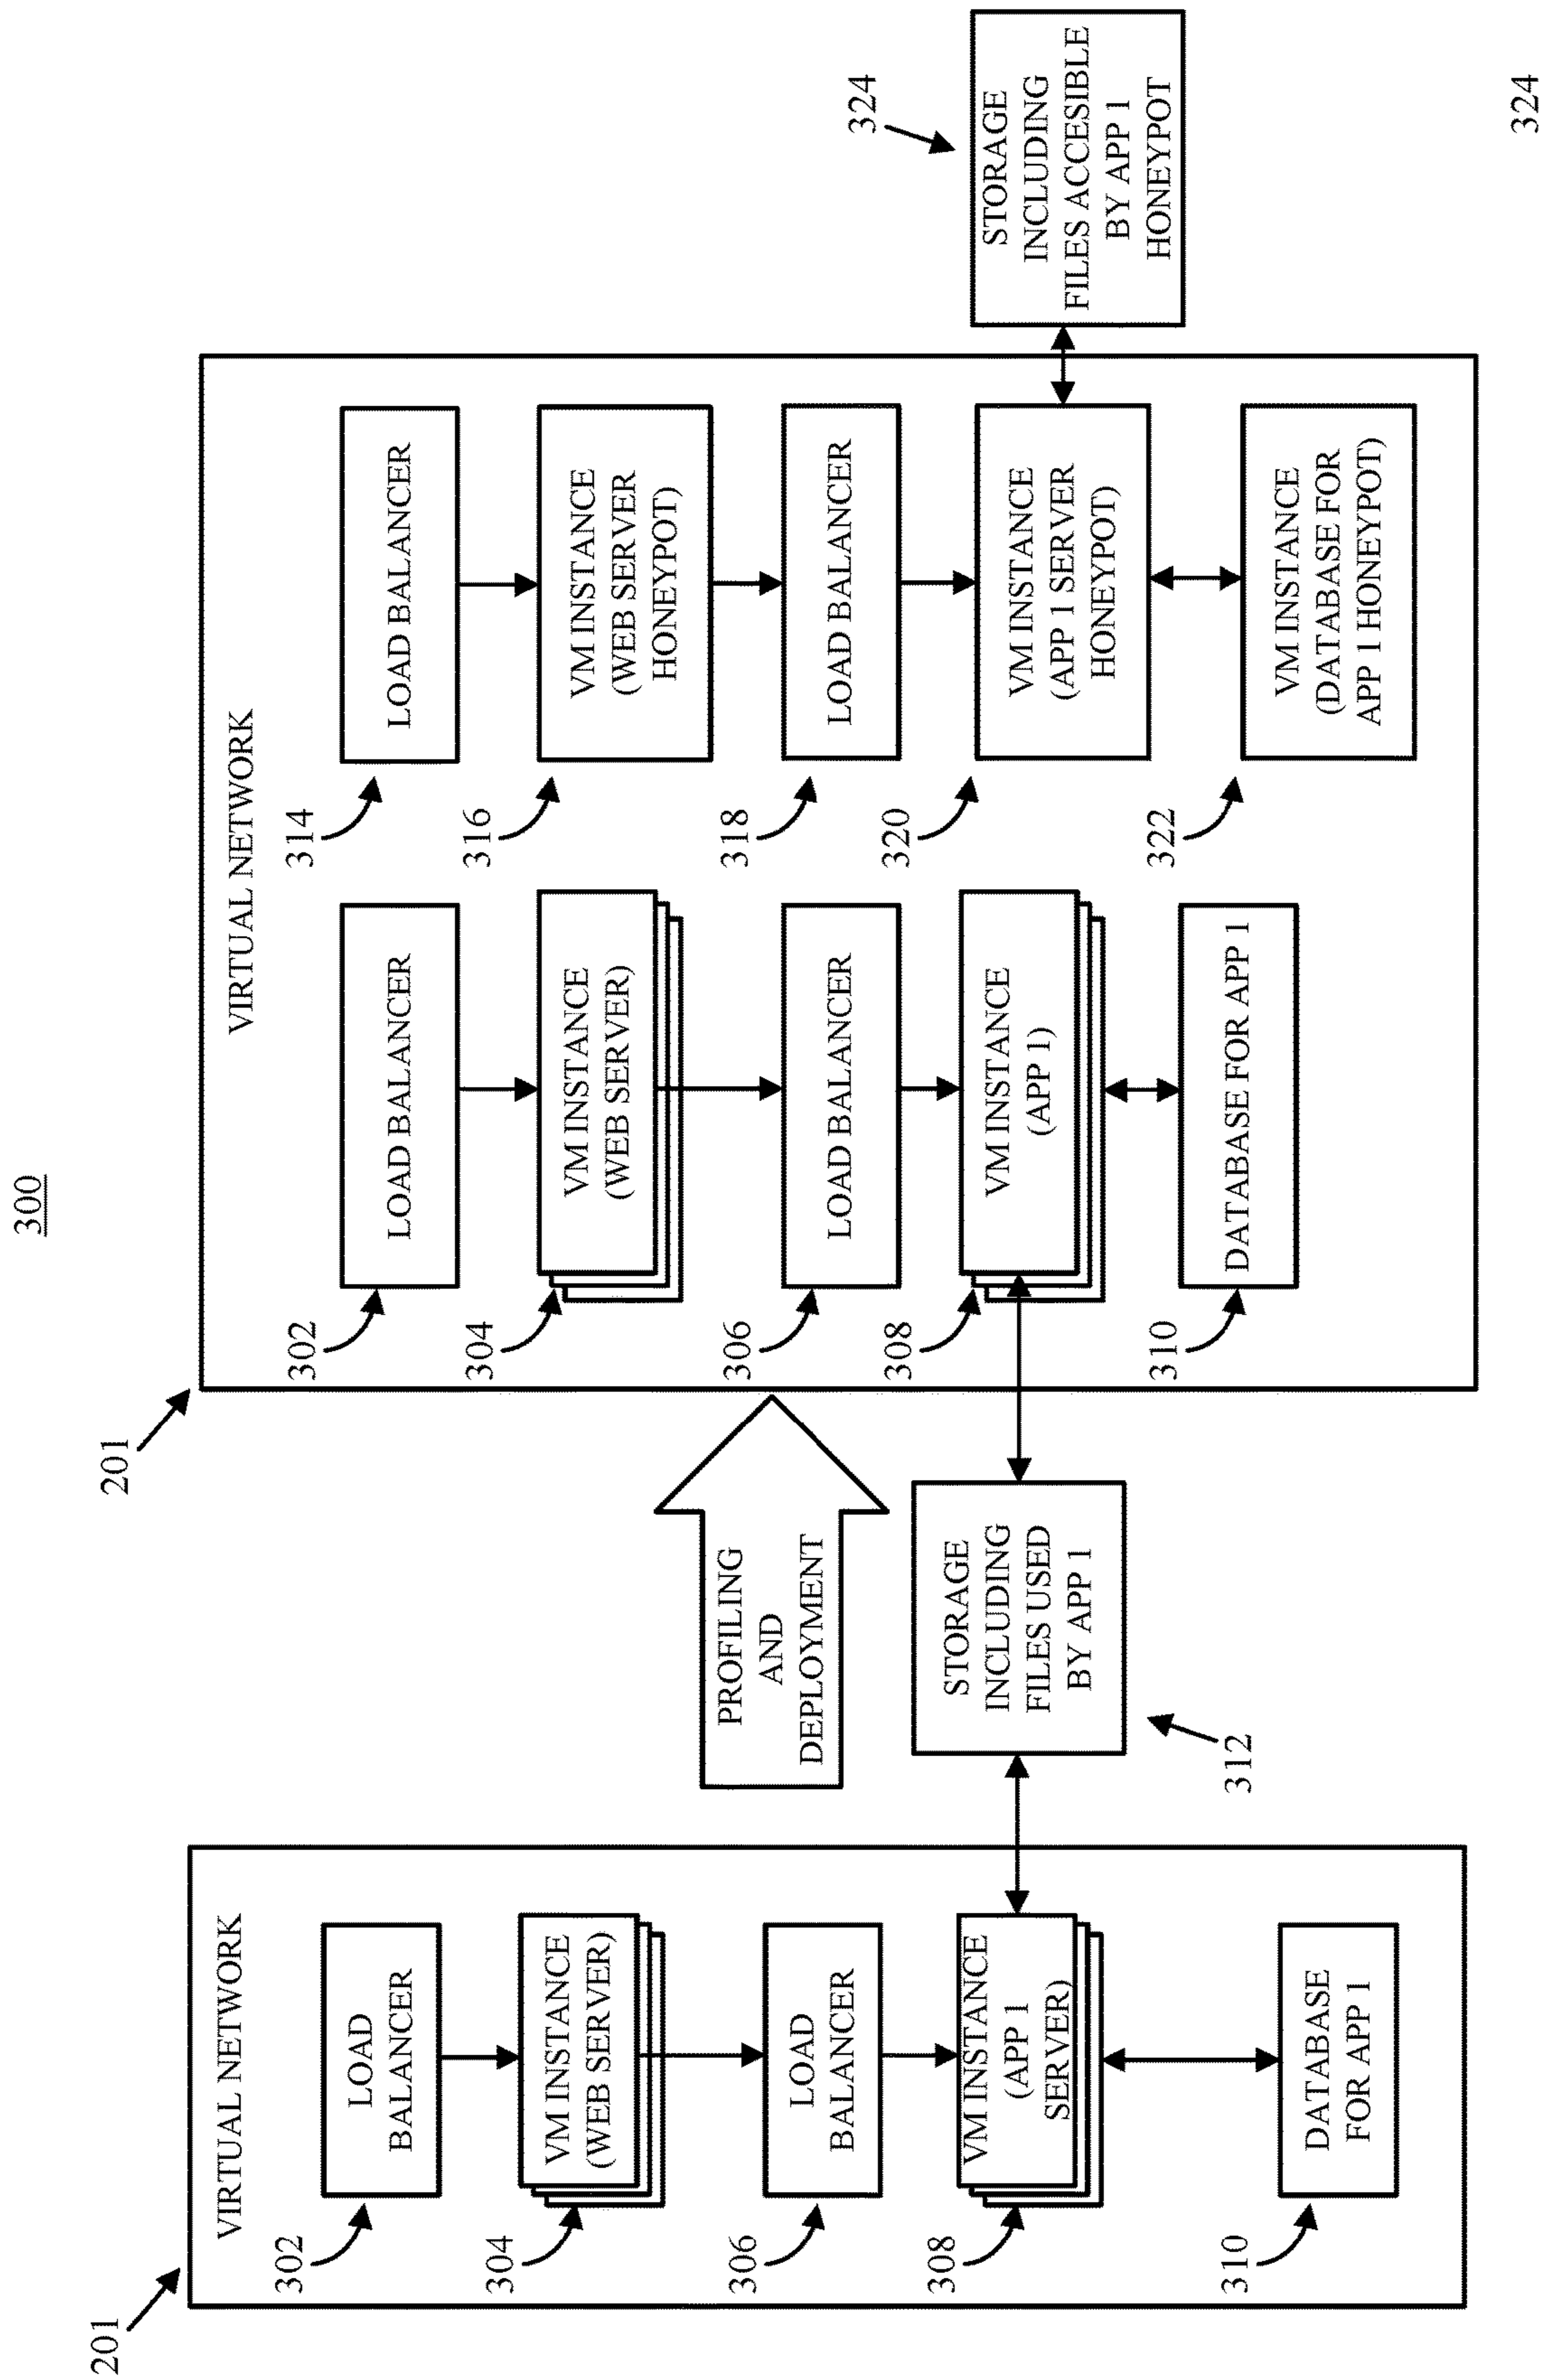 300
201
VIRTUAL NETWORK
302
LOAD
BALANCER
304
VM INSTANCE
(WEB SERVER)
306
LOAD
BALANCER
308
VM INSTANCE
(APP 1
SERVER)
310
DATABASE
FOR APP 1
PROFILING
AND
DEPLOYMENT
STORAGE
INCLUDING
FILES USED
BY APP 1
312
201
VIRTUAL NETWORK
302
LOAD BALANCER
304
VM INSTANCE
(WEB SERVER)
306
LOAD BALANCER
308
VM INSTANCE
(APP 1)
310
DATABASE FOR APP 1
314
LOAD BALANCER
316
VM INSTANCE
(WEB SERVER
HONEYPOT)
318
LOAD BALANCER
320
VM INSTANCE
(APP 1 SERVER
HONEYPOT)
322
VM INSTANCE
(DATABASE FOR
APP 1 HONEYPOT)
324
STORAGE
INCLUDING
FILES ACCESIBLE
BY APP 1
HONEYPOT
324